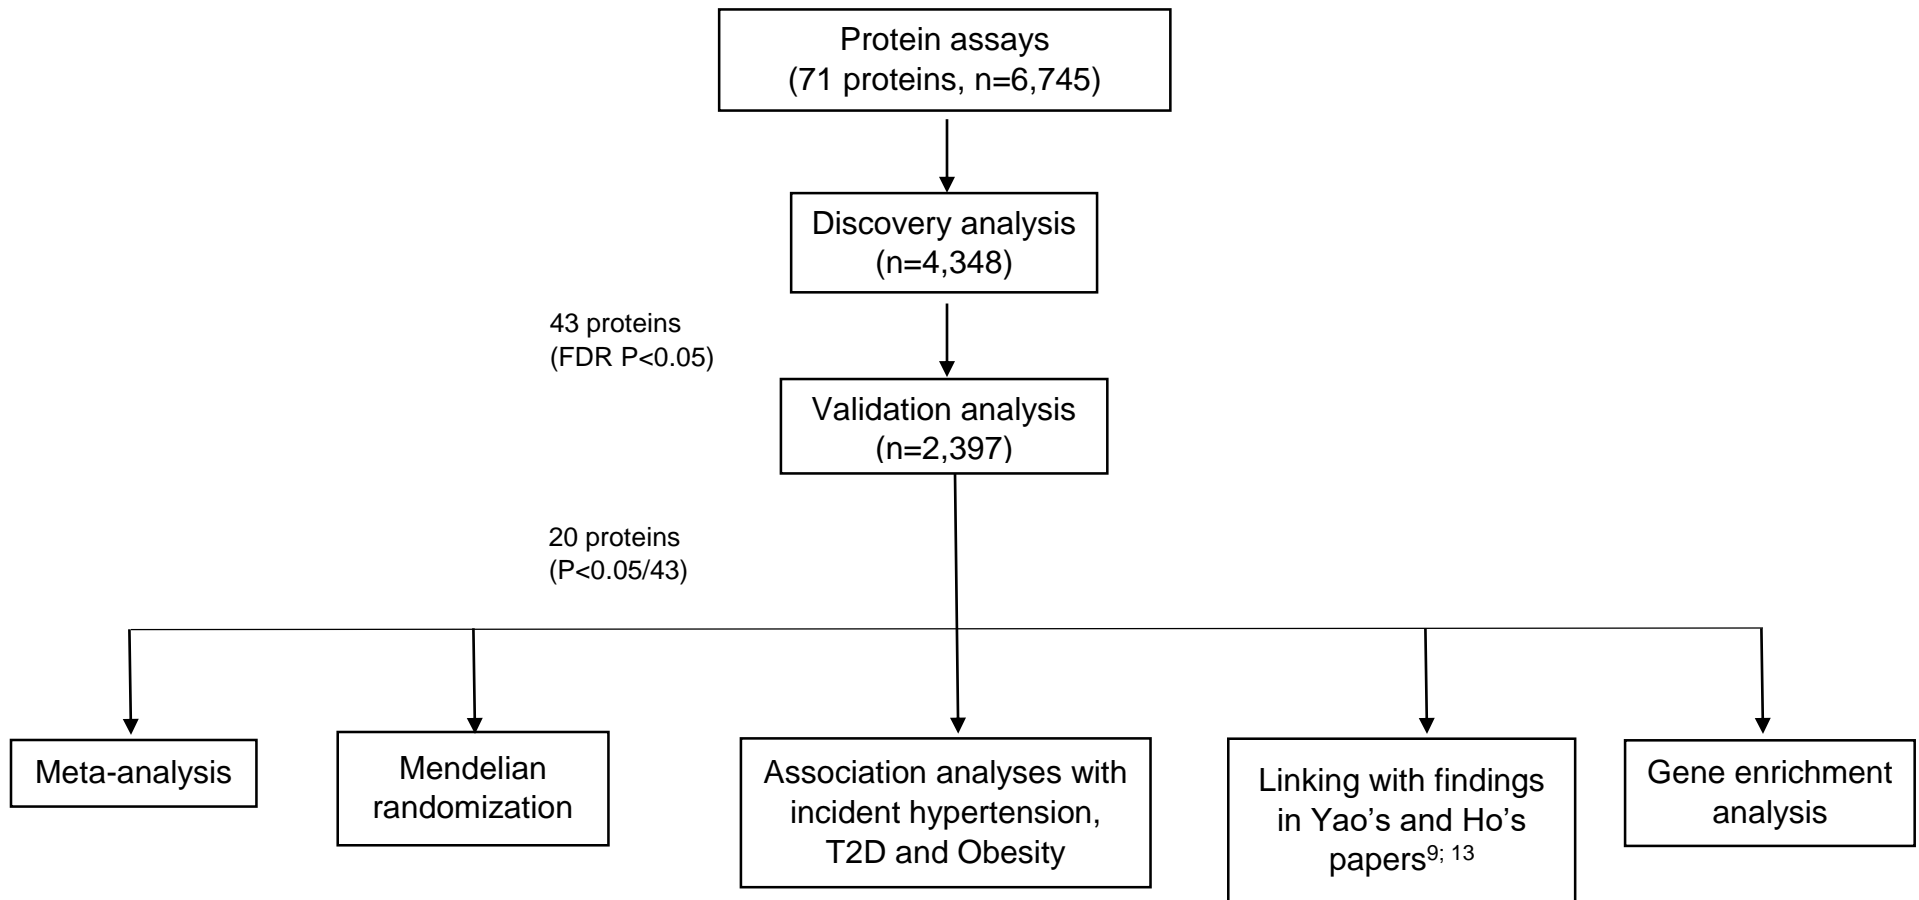 Protein assays
(71 proteins, n=6,745)
Discovery analysis
(n=4,348)
43 proteins
(FDR P<0.05)
Validation analysis
(n=2,397)
20 proteins
(P<0.05/43)
Meta-analysis
Mendelian
randomization
Association analyses with
incident hypertension,
T2D and Obesity
Linking with findings
in Yao’s and Ho’s
papers9; 13
Gene enrichment
analysis